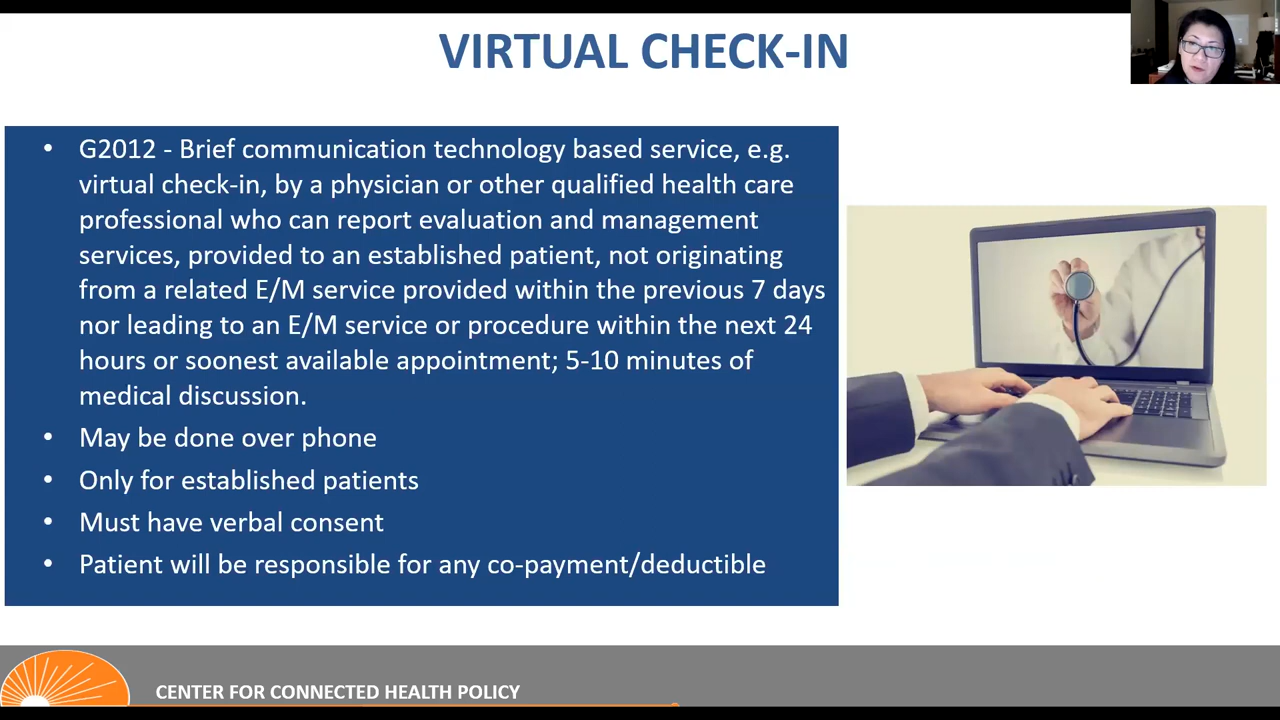 VIRTUAL CHECK-IN
• G2012 - Brief communication technology based service, e.g.
virtual check-in, by a physician or other qualified health care
professional who can report evaluation and management
services, provided to an established patient, not originating
from a related E/M service provided within the previous 7 days
nor leading to an E/M service or procedure within the next 24
hours or soonest available appointment; 5-10 minutes of
medical discussion.
• May be done over phone
• Only for established patients
• Must have verbal consent
• Patient will be responsible for any co-payment/deductible
CENTER FOR CONNECTED HEALTH POLICY